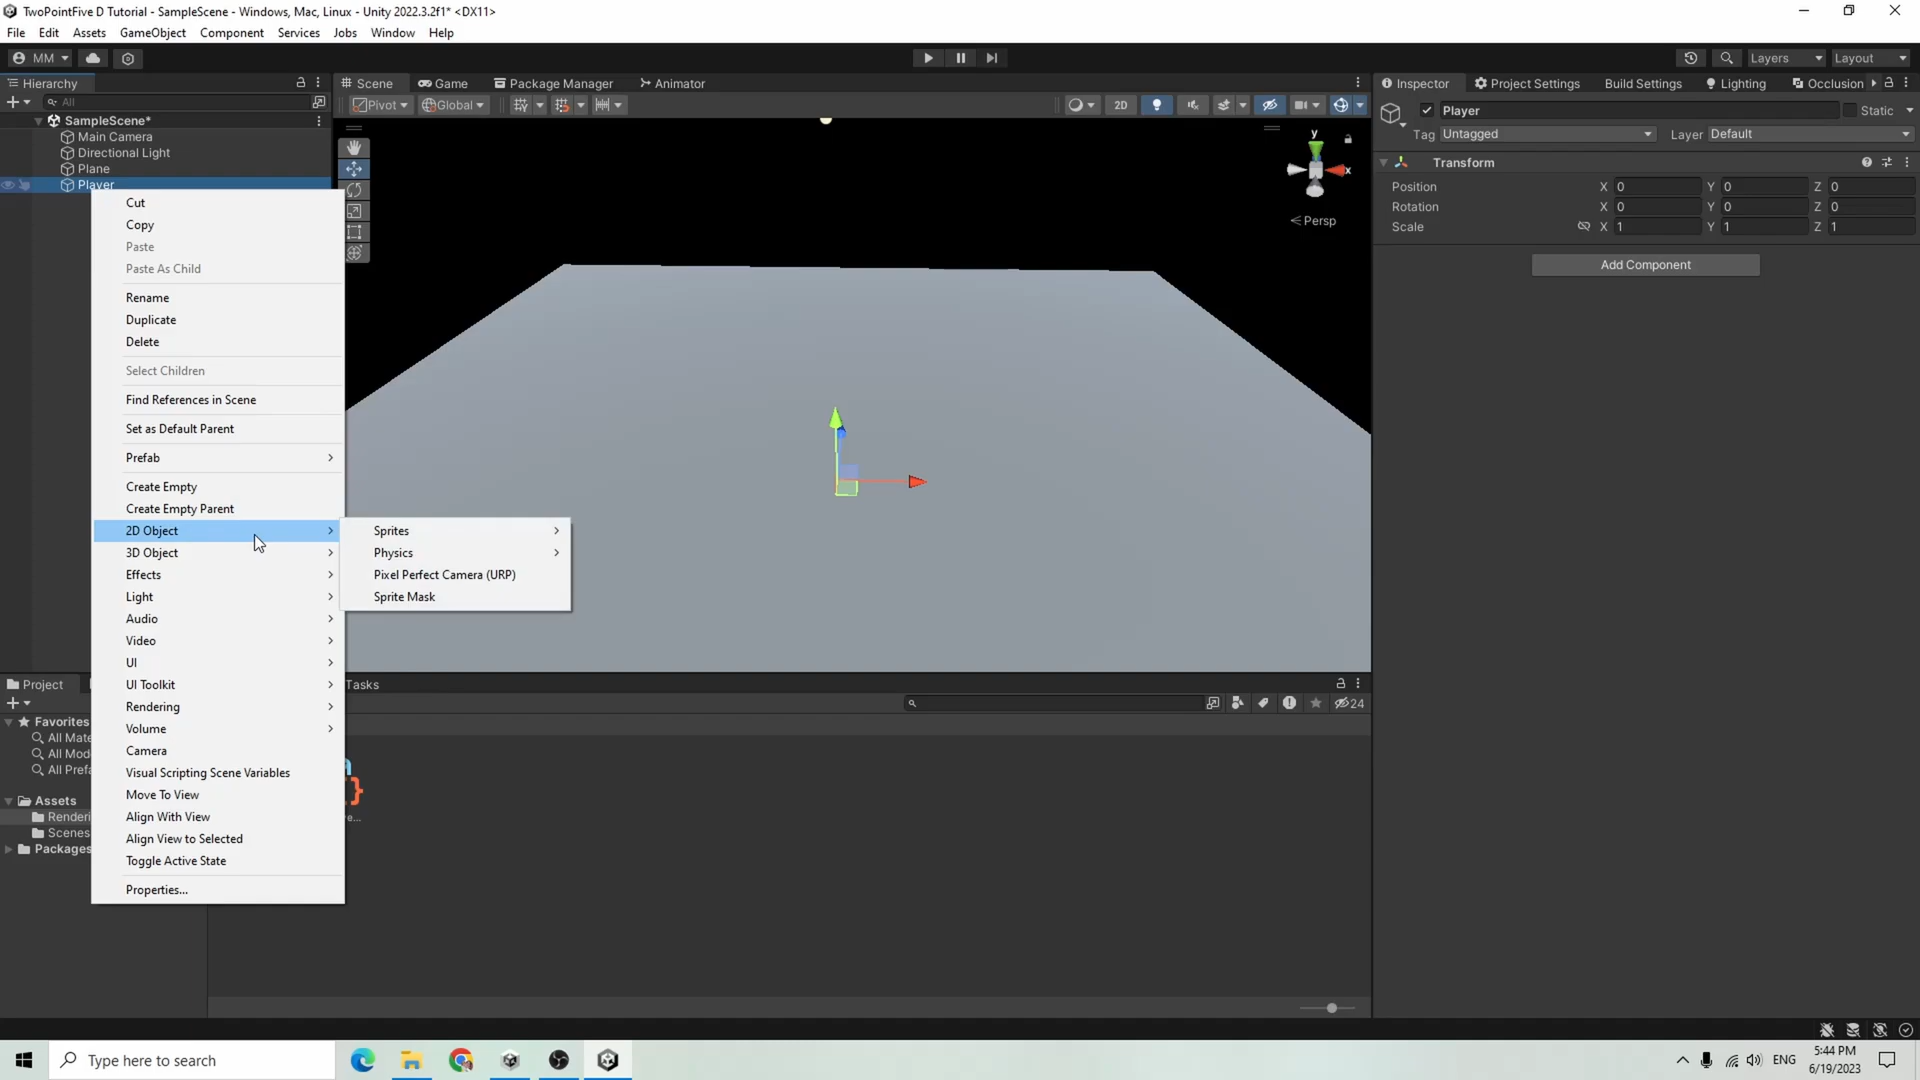 TwoPointFive D Tutorial - SampleScene - Windows, Mac, Linux - Unity 2022.3.2f1* <DX11>
File Edit Assets GameObject Component Services Jobs Window Help
MM Layers Layout
Hierarchy Scene Game Package Manager Animator Inspector Project Settings Build Settings Lighting Occlusion
All Pivot Global 2D Player Static
SampleScene*
Main Camera
Directional Light
Plane
Player
Tag Untagged Layer Default
Transform
Position X 0 Y 0 Z 0
Rotation X 0 Y 0 Z 0
Scale X 1 Y 1 Z 1
Add Component
y
x
< Persp
Cut
Copy
Paste
Paste As Child
Rename
Duplicate
Delete
Select Children
Find References in Scene
Set as Default Parent
Prefab
Create Empty
Create Empty Parent
2D Object
3D Object
Effects
Light
Audio
Video
UI
UI Toolkit
Rendering
Volume
Camera
Visual Scripting Scene Variables
Move To View
Align With View
Align View to Selected
Toggle Active State
Properties...
Sprites
Physics
Pixel Perfect Camera (URP)
Sprite Mask
Project Tasks
24
Favorites
All Mate
All Mod
All Prefa
Assets
Renderi
Scenes
Packages
{}
e...
Type here to search
ENG
5:44 PM
6/19/2023